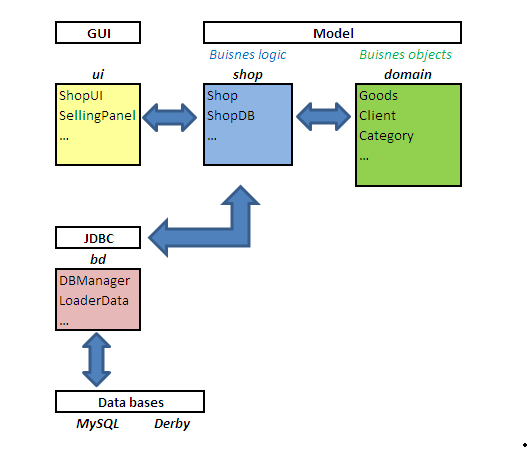 GUI
Model
Buisnes logic
Buisnes objects
ui
shop
domain
ShopUI
SellingPanel
...
Shop
ShopDB
...
Goods
Client
Category
...
JDBC
bd
DBManager
LoaderData
...
Data bases
MySQL Derby